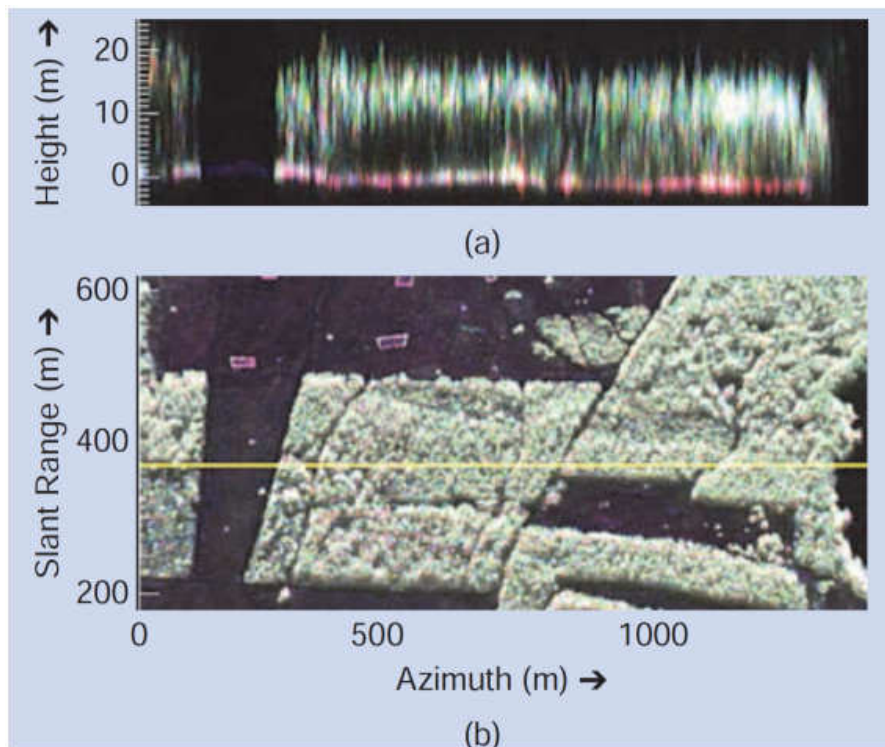 Height (m) ➔
20
10
0
(a)
Slant Range (m) ➔
600
400
200
0 500 1000
Azimuth (m) ➔
(b)